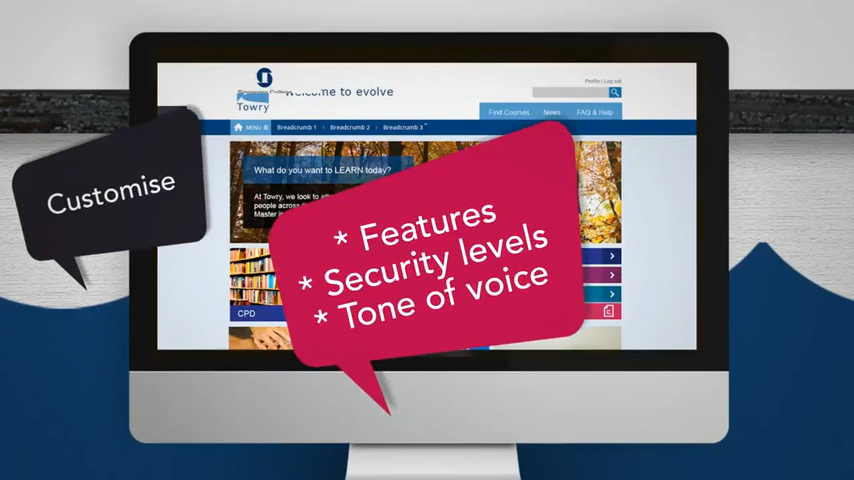 Profile | Log out
Welcome to evolve
Towry
Find Courses News FAQ & Help
MENU Breadcrumb 1 Breadcrumb 2 Breadcrumb 3
Customise
What do you want to LEARN today?
At Towry, we look to
people across
Master in
* Features
* Security levels
* Tone of voice
CPD